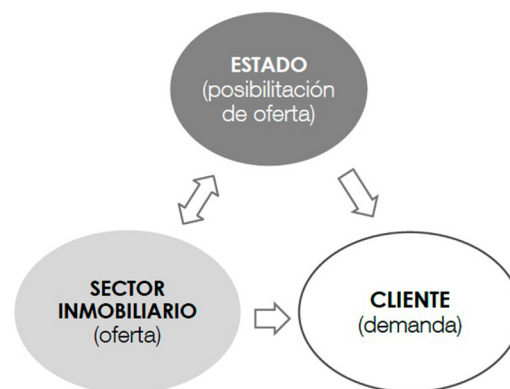 ESTADO
(posibilitación
de oferta)
SECTOR
INMOBILIARIO
(oferta)
CLIENTE
(demanda)